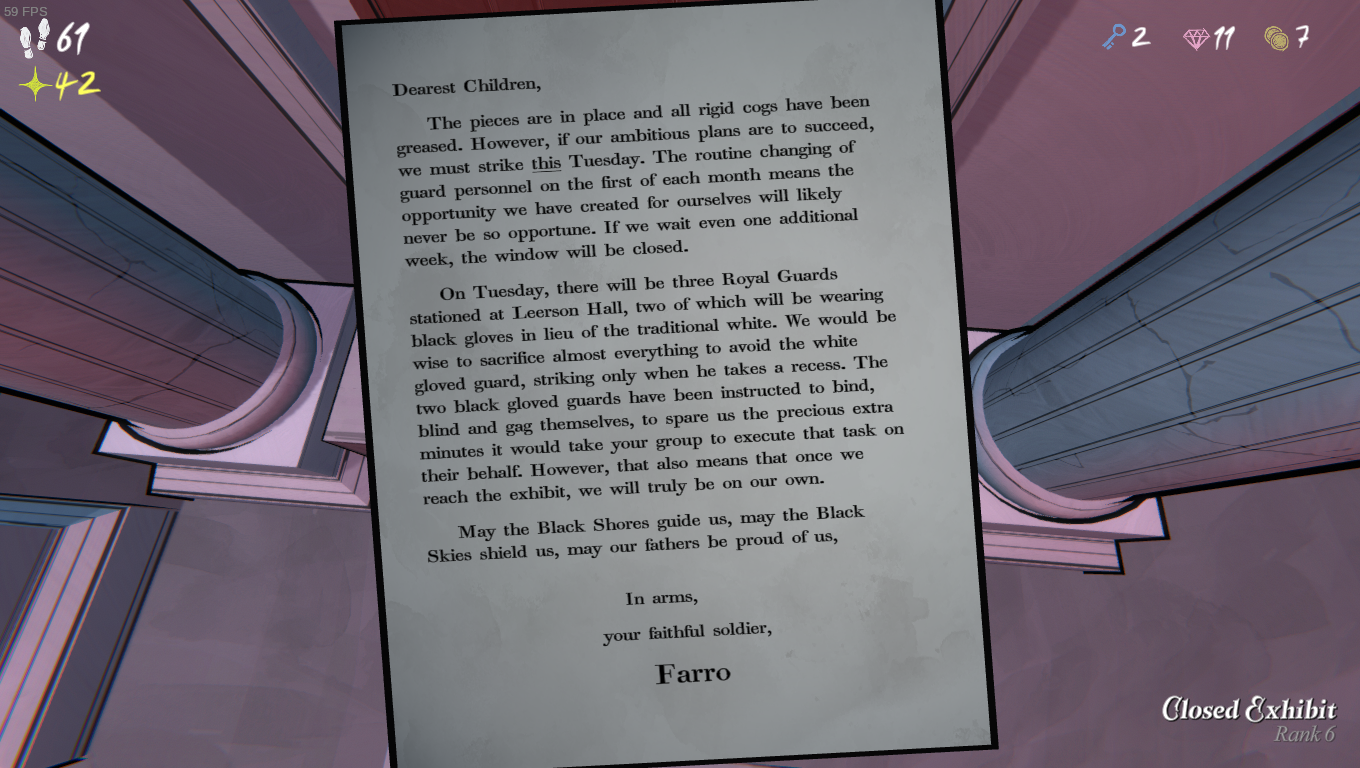 59 FPS
61
42
2
11
7
Dearest Children,
The pieces are in place and all rigid cogs have been
greased. However, if our ambitious plans are to succeed,
we must strike this Tuesday. The routine changing of
guard personnel on the first of each month means the
opportunity we have created for ourselves will likely
never be so opportune. If we wait even one additional
week, the window will be closed.
On Tuesday, there will be three Royal Guards
stationed at Leerson Hall, two of which will be wearing
black gloves in lieu of the traditional white. We would be
wise to sacrifice almost everything to avoid the white
gloved guard, striking only when he takes a recess. The
two black gloved guards have been instructed to bind,
blind and gag themselves, to spare us the precious extra
minutes it would take your group to execute that task on
their behalf. However, that also means that once we
reach the exhibit, we will truly be on our own.
May the Black Shores guide us, may the Black
Skies shield us, may our fathers be proud of us,
In arms,
your faithful soldier,
Farro
Closed Exhibit
Rank 6